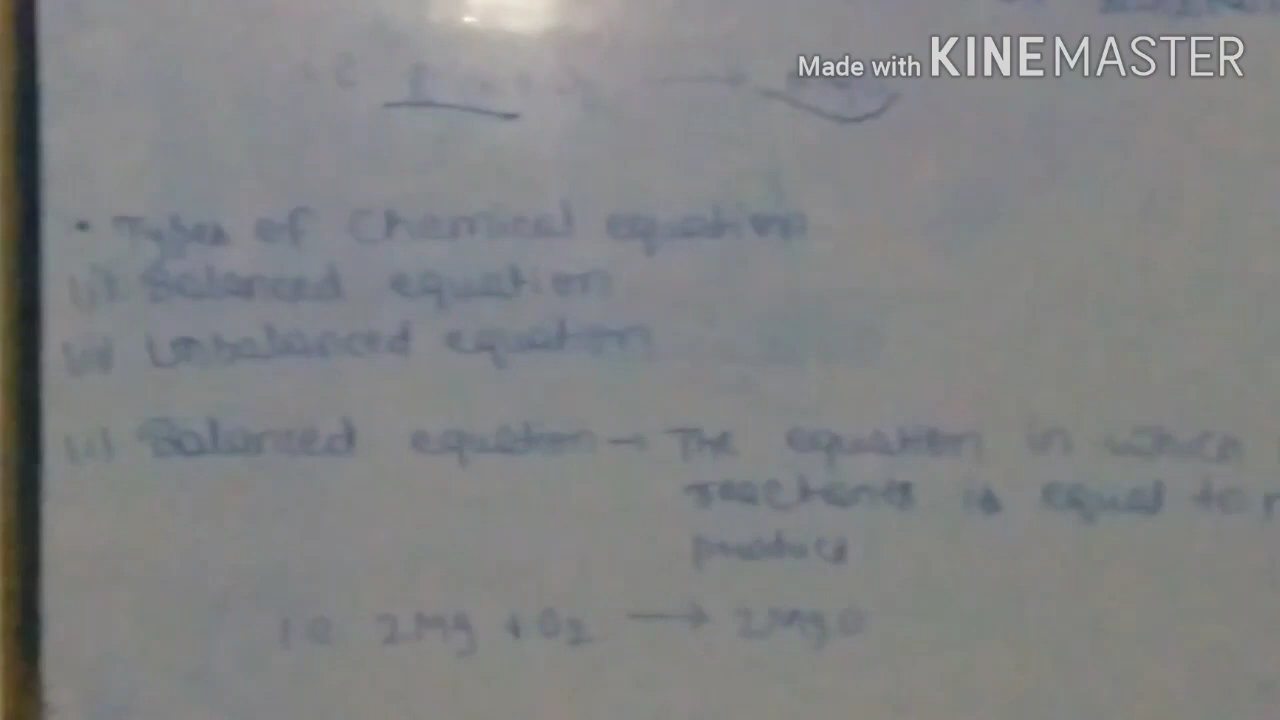 Made with KINEMASTER
i.e →
• Types of Chemical equation
(i) Balanced equation
(ii) Unbalanced equation
(i) Balanced equation → The equation in which
reactants is equal to
product
i.e 2Mg + O2 → 2MgO